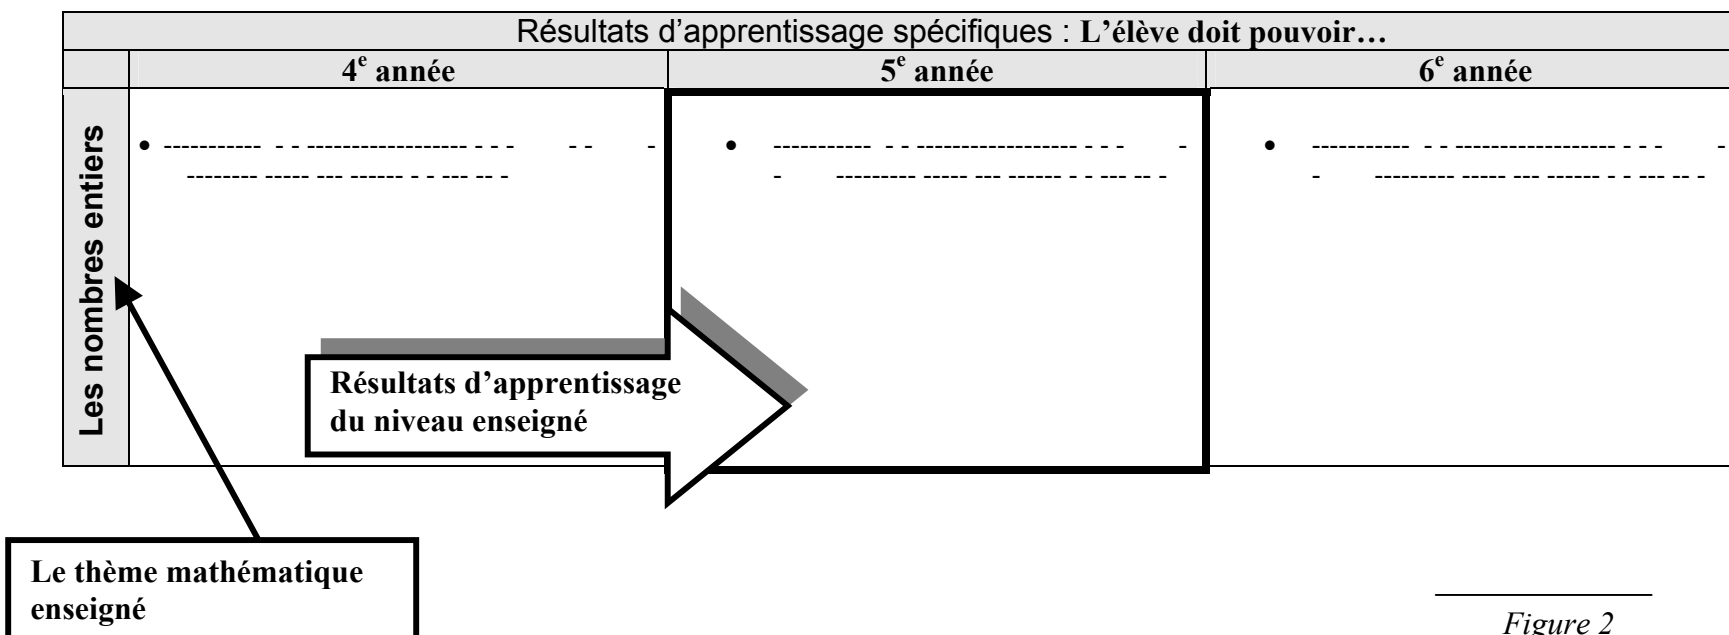 Résultats d’apprentissage spécifiques : L’élève doit pouvoir…
4e année
5e année
6e année
Les nombres entiers
• ----------- - - ------------------ - - - - - -
-------- ----- --- ------ - - --- -- -
• ----------- - - ------------------ - - - -
- --------- ----- --- ------ - - --- -- -
• ----------- - - ------------------ - - - -
- --------- ----- --- ------ - - --- -- -
Résultats d’apprentissage
du niveau enseigné
Le thème mathématique
enseigné
Figure 2